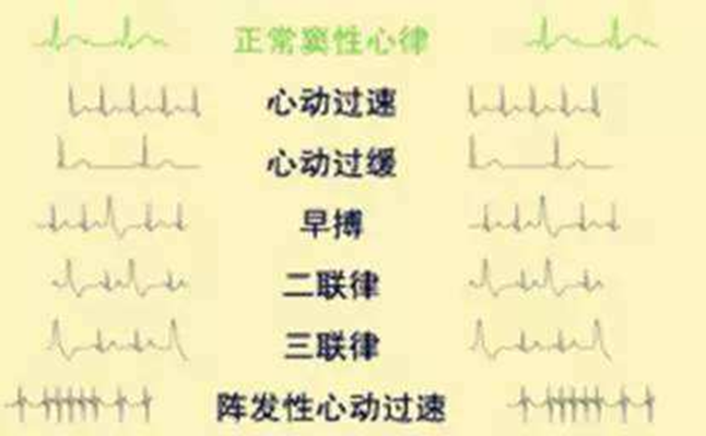 正常窦性心律
心动过速
心动过缓
早搏
二联律
三联律
阵发性心动过速